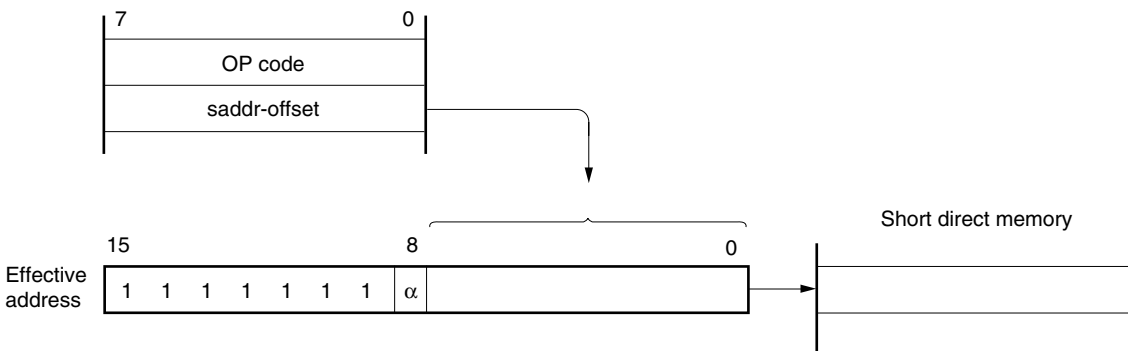 7 0
OP code
saddr-offset
Short direct memory
15 8 0
Effective
address
1 1 1 1 1 1 1 α